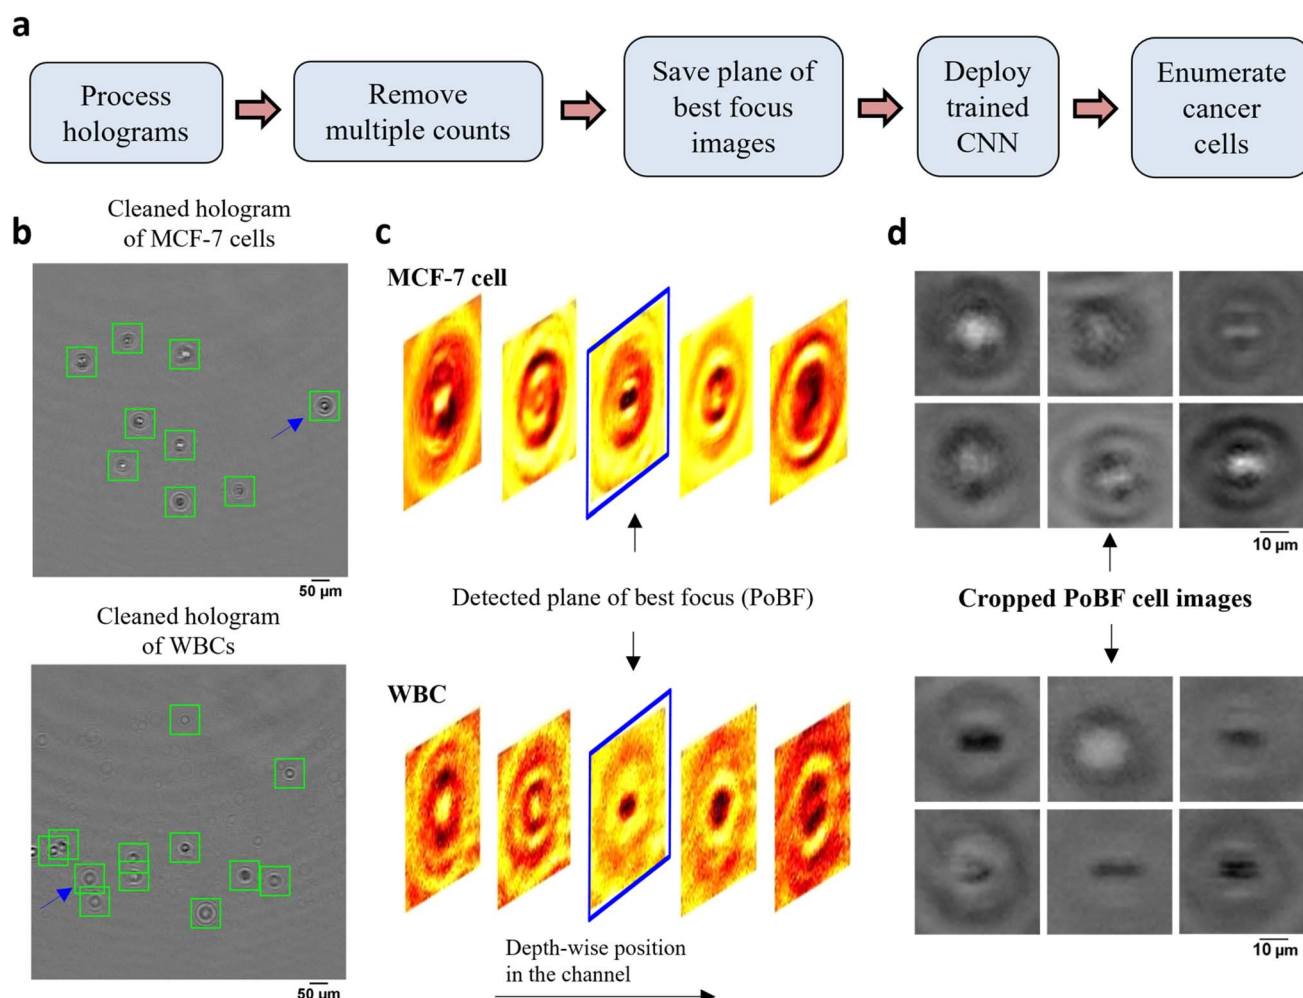 a
Process
holograms
Remove
multiple counts
Save plane of
best focus
images
Deploy
trained
CNN
Enumerate
cancer
cells
b
Cleaned hologram
of MCF-7 cells
50 µm
Cleaned hologram
of WBCs
50 µm
c
MCF-7 cell
Detected plane of best focus (PoBF)
WBC
Depth-wise position
in the channel
d
10 µm
Cropped PoBF cell images
10 µm